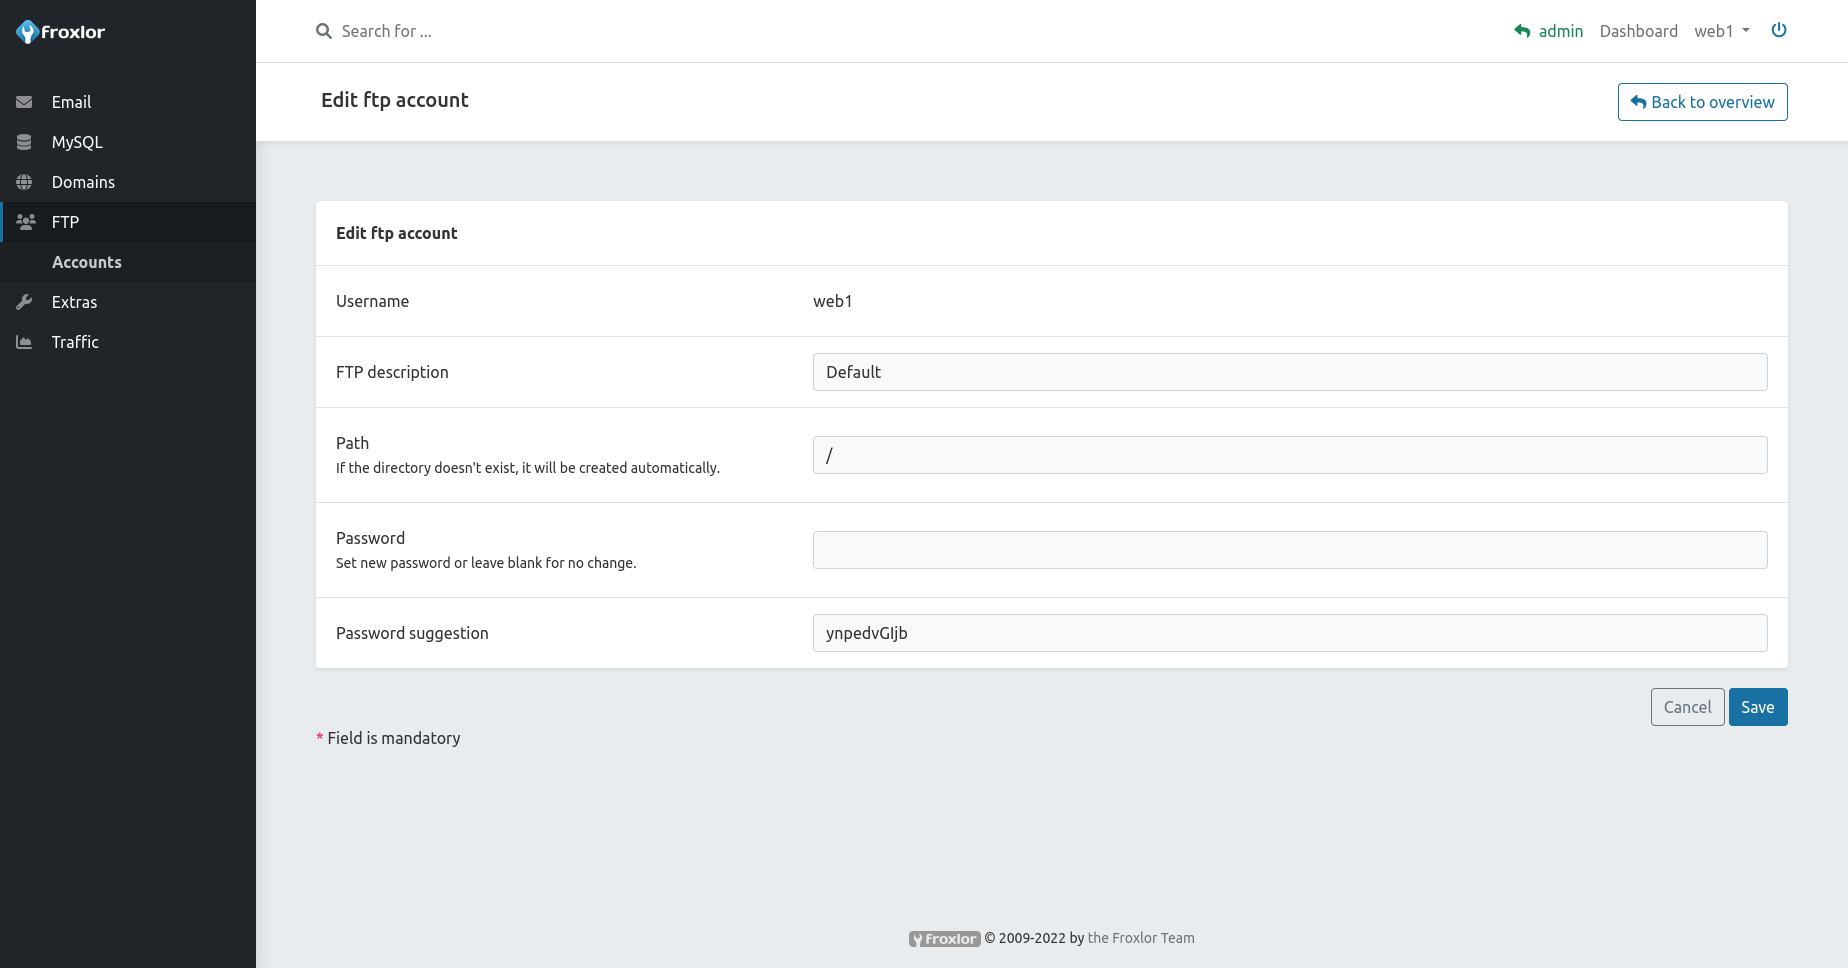 froxlor
Search for ...
admin
Dashboard
web1
Email
MySQL
Domains
FTP
Accounts
Extras
Traffic
Edit ftp account
Back to overview
Edit ftp account
Username
web1
FTP description
Default
Path
If the directory doesn't exist, it will be created automatically.
/
Password
Set new password or leave blank for no change.
Password suggestion
ynpedvGIjb
Cancel
Save
* Field is mandatory
froxlor © 2009-2022 by the Froxlor Team